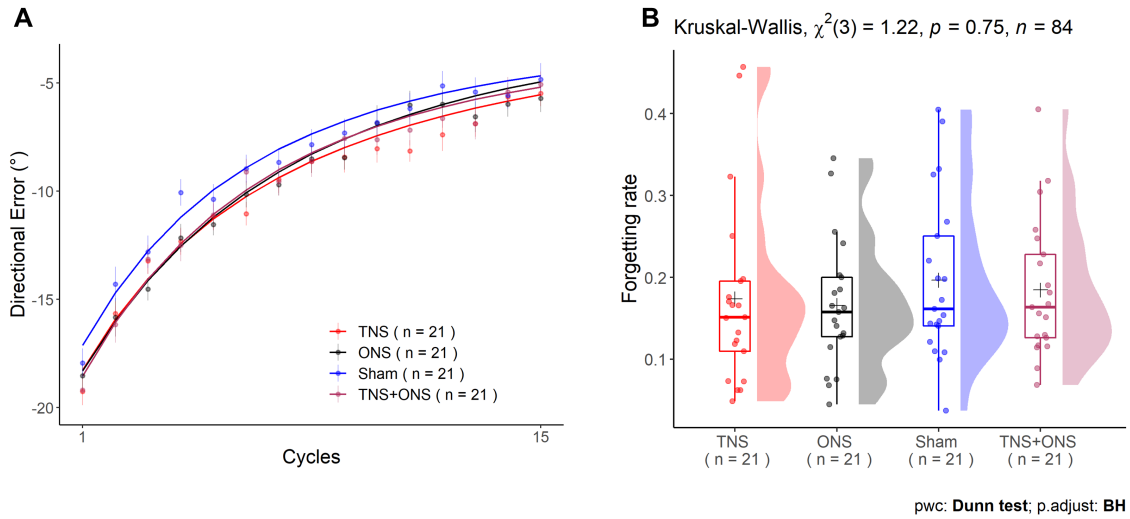 A
Directional Error (°)
-5
-10
-15
-20
TNS ( n = 21 )
ONS ( n = 21 )
Sham ( n = 21 )
TNS+ONS ( n = 21 )
1
15
Cycles
B
Kruskal-Wallis, χ²(3) = 1.22, p = 0.75, n = 84
Forgetting rate
0.4
0.3
0.2
0.1
TNS
( n = 21 )
ONS
( n = 21 )
Sham
( n = 21 )
TNS+ONS
( n = 21 )
pwc: Dunn test; p.adjust: BH